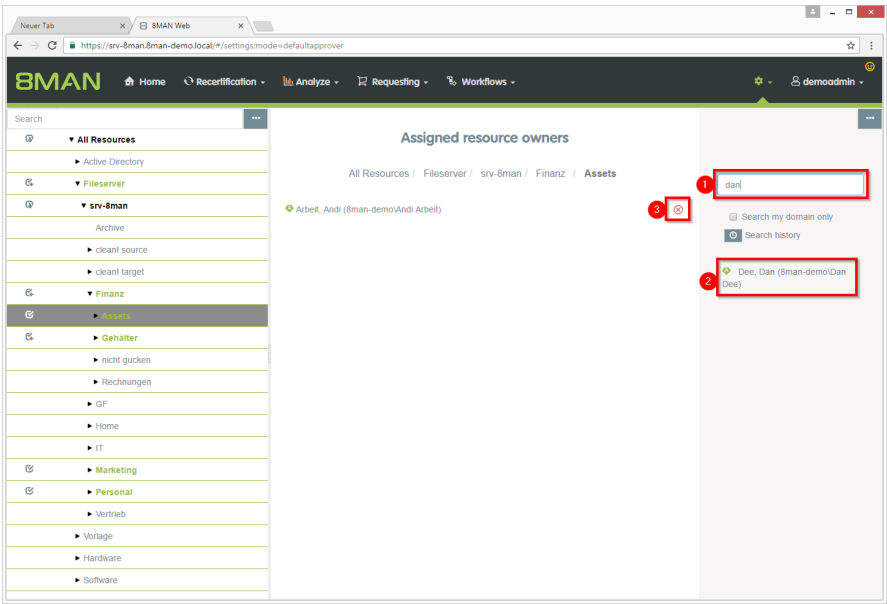 Neuer Tab
8MAN Web
https://srv-8man.8man-demo.local/#/settings:mode=defaultapprover
8MAN Home Recertification Analyze Requesting Workflows demoadmin
Search
All Resources
Active Directory
Fileserver
srv-8man
Archive
clean! source
clean! target
Finanz
Assets
Gehälter
nicht gucken
Rechnungen
GF
Home
IT
Marketing
Personal
Vertrieb
Vorlage
Hardware
Software
Assigned resource owners
All Resources / Fileserver / srv-8man / Finanz / Assets
Arbeit, Andi (8man-demo\Andi Arbeit)
3
1
dan
Search my domain only
Search history
2
Dee, Dan (8man-demo\Dan
Dee)